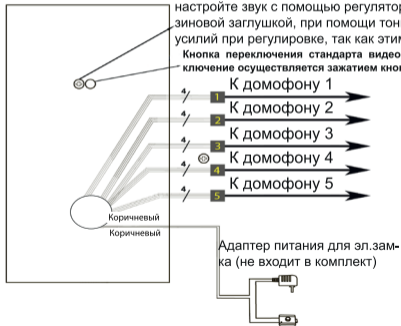 настройте звук с помощью регулятор
зиновой заглушкой, при помощи тон
усилий при регулировке, так как этим
Кнопка переключения стандарта видео
ключение осуществляется зажатием кноп
4 1 К домофону 1
4 2 К домофону 2
4 3 К домофону 3
4 4 К домофону 4
4 5 К домофону 5
Коричневый
Коричневый
Адаптер питания для эл.зам-
ка (не входит в комплект)